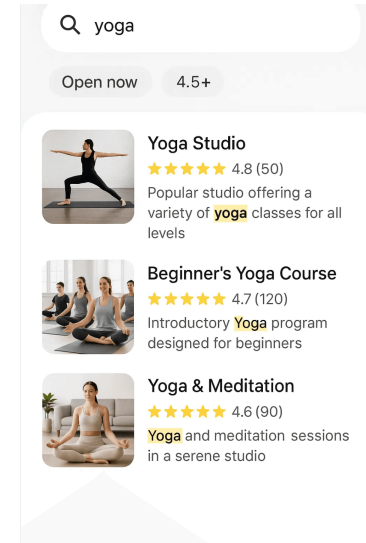 yoga
Open now 4.5+
Yoga Studio
4.8 (50)
Popular studio offering a
variety of yoga classes for all
levels
Beginner's Yoga Course
4.7 (120)
Introductory Yoga program
designed for beginners
Yoga & Meditation
4.6 (90)
Yoga and meditation sessions
in a serene studio